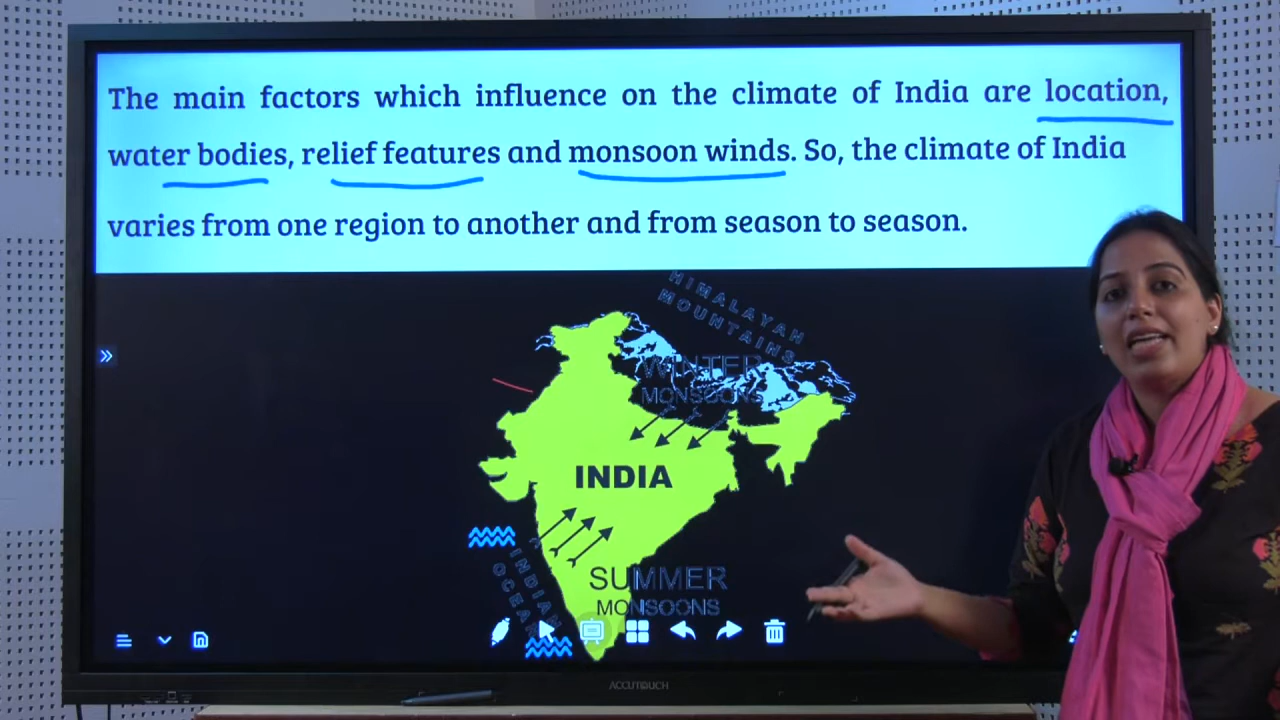 The main factors which influence on the climate of India are location,
water bodies, relief features and monsoon winds. So, the climate of India
varies from one region to another and from season to season.
HIMALAYAN
MOUNTAINS
WINTER
MONSOONS
INDIA
INDIAN
OCEAN
SUMMER
MONSOONS
ACCUTOUCH